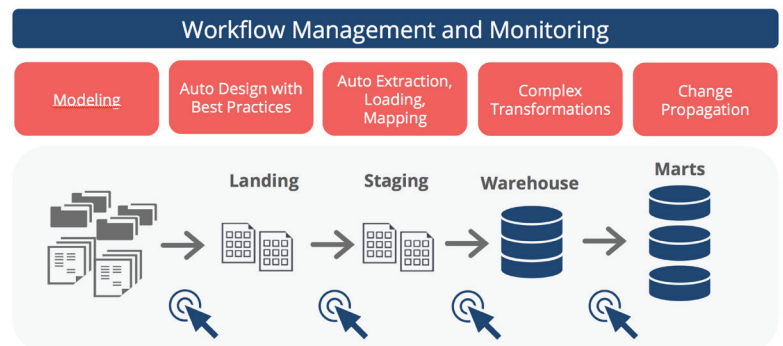 Workflow Management and Monitoring
Modeling
Auto Design with
Best Practices
Auto Extraction,
Loading,
Mapping
Complex
Transformations
Change
Propagation
Landing
Staging
Warehouse
Marts